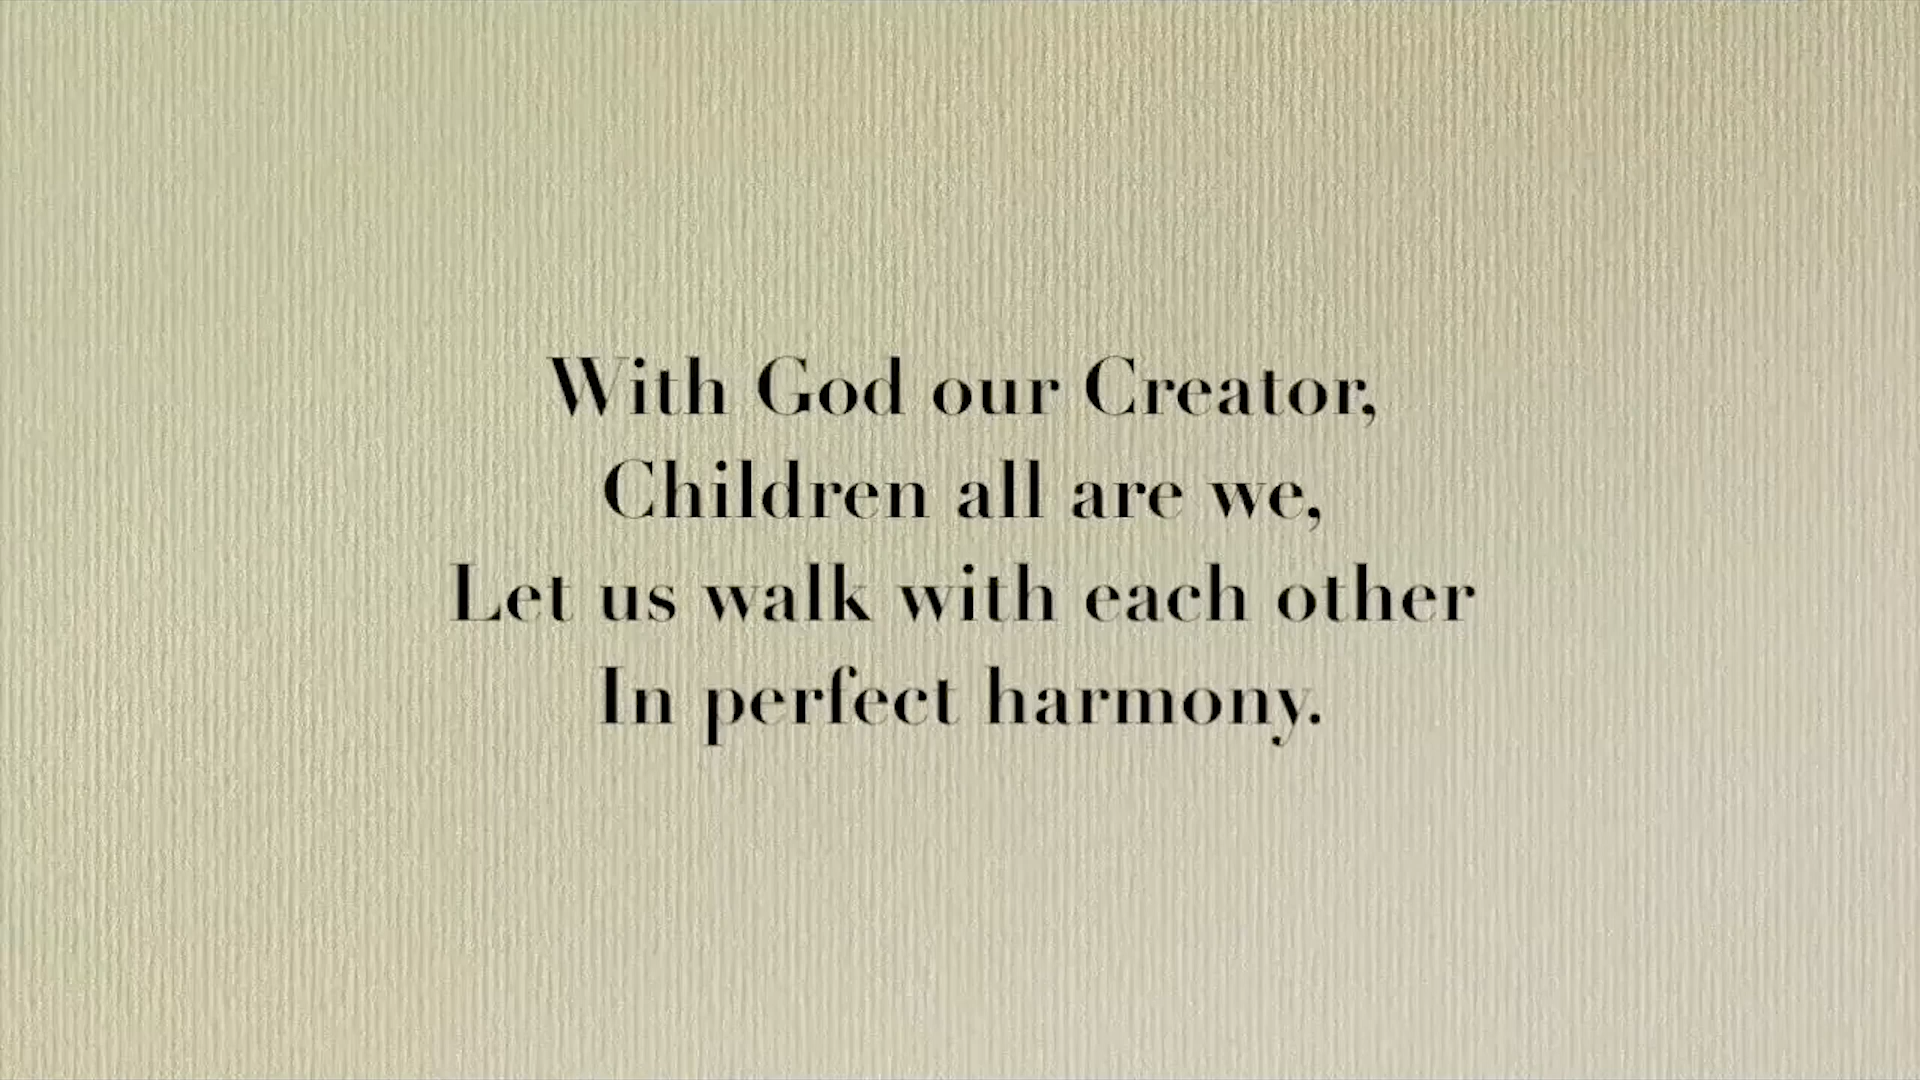 With God our Creator,
Children all are we,
Let us walk with each other
In perfect harmony.